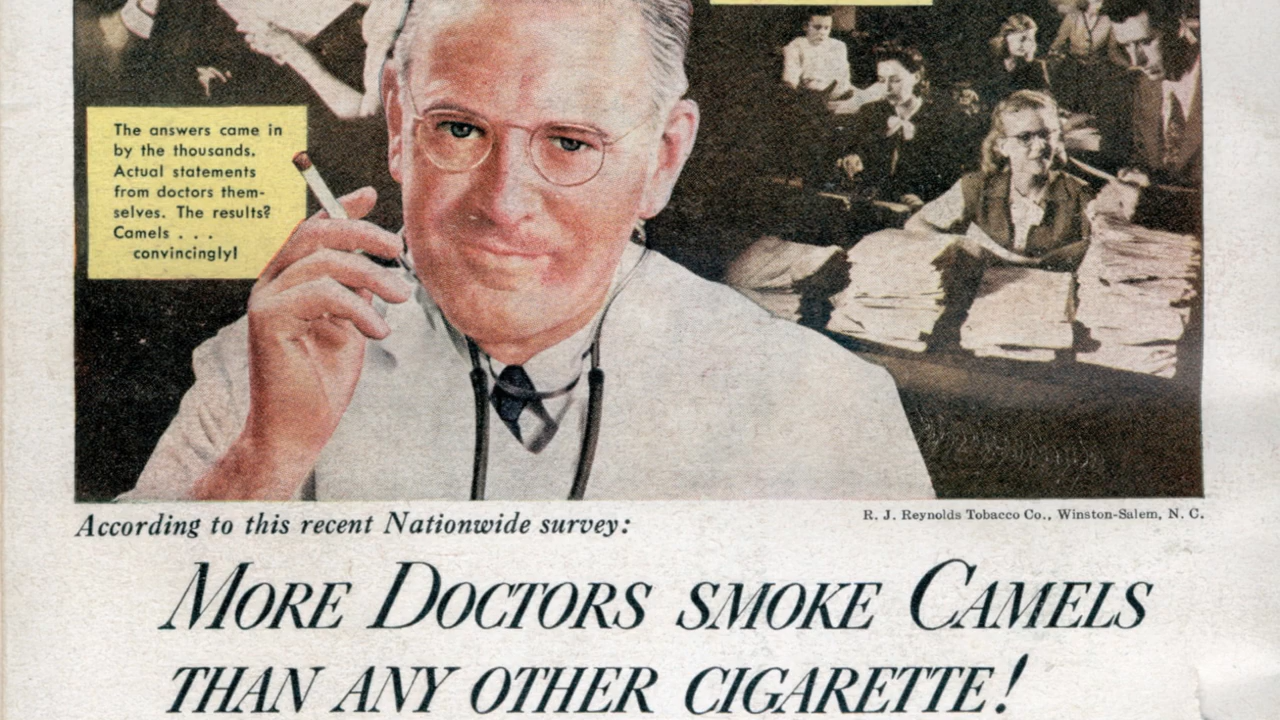 The answers came in
by the thousands.
Actual statements
from doctors them-
selves. The results?
Camels . . .
convincingly!
According to this recent Nationwide survey:
R. J. Reynolds Tobacco Co., Winston-Salem, N. C.
MORE DOCTORS SMOKE CAMELS
THAN ANY OTHER CIGARETTE!